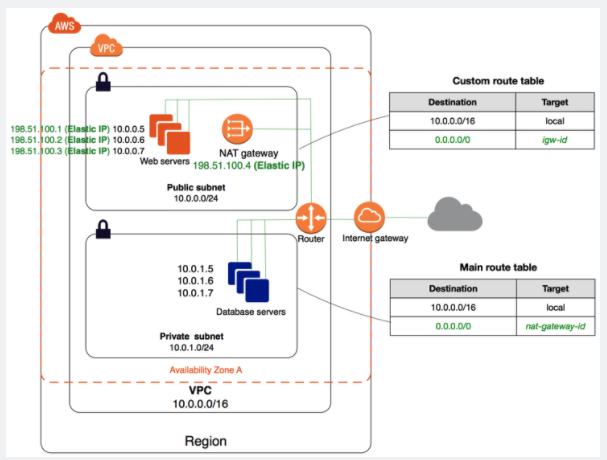 AWS
VPC
198.51.100.1 (Elastic IP) 10.0.0.5
198.51.100.2 (Elastic IP) 10.0.0.6
198.51.100.3 (Elastic IP) 10.0.0.7
Web servers
NAT gateway
198.51.100.4 (Elastic IP)
Public subnet
10.0.0.0/24
Custom route table
Destination Target
10.0.0.0/16 local
0.0.0.0/0 igw-id
Router
Internet gateway
10.0.1.5
10.0.1.6
10.0.1.7
Database servers
Private subnet
10.0.1.0/24
Main route table
Destination Target
10.0.0.0/16 local
0.0.0.0/0 nat-gateway-id
Availability Zone A
VPC
10.0.0.0/16
Region